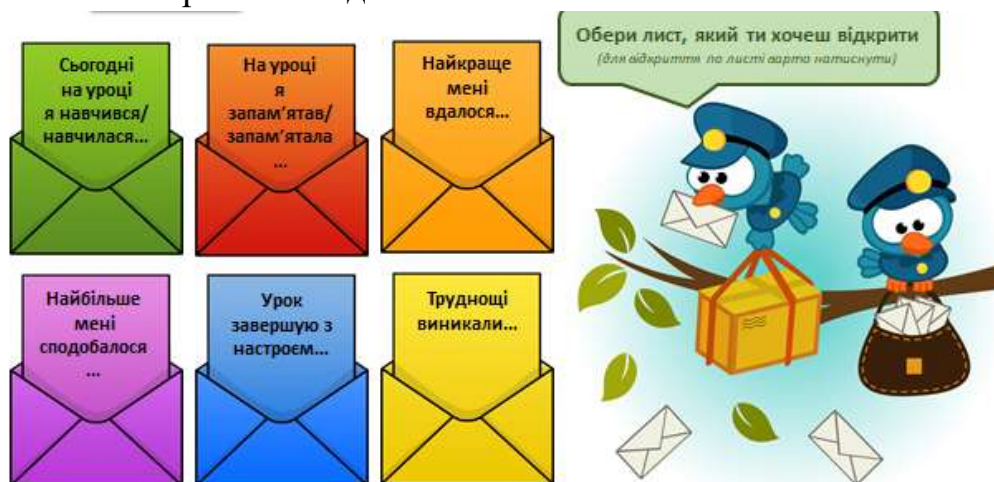 Сьогодні
на уроці
я навчився/
навчилася...
На уроці
я
запам'ятав/
запам'ятала
...
Найкраще
мені
вдалося...
Обери лист, який ти хочеш відкрити
(для відкриття по листі варто натиснути)
Найбільше
мені
сподобалося
...
Урок
завершую з
настроєм...
Труднощі
виникали...